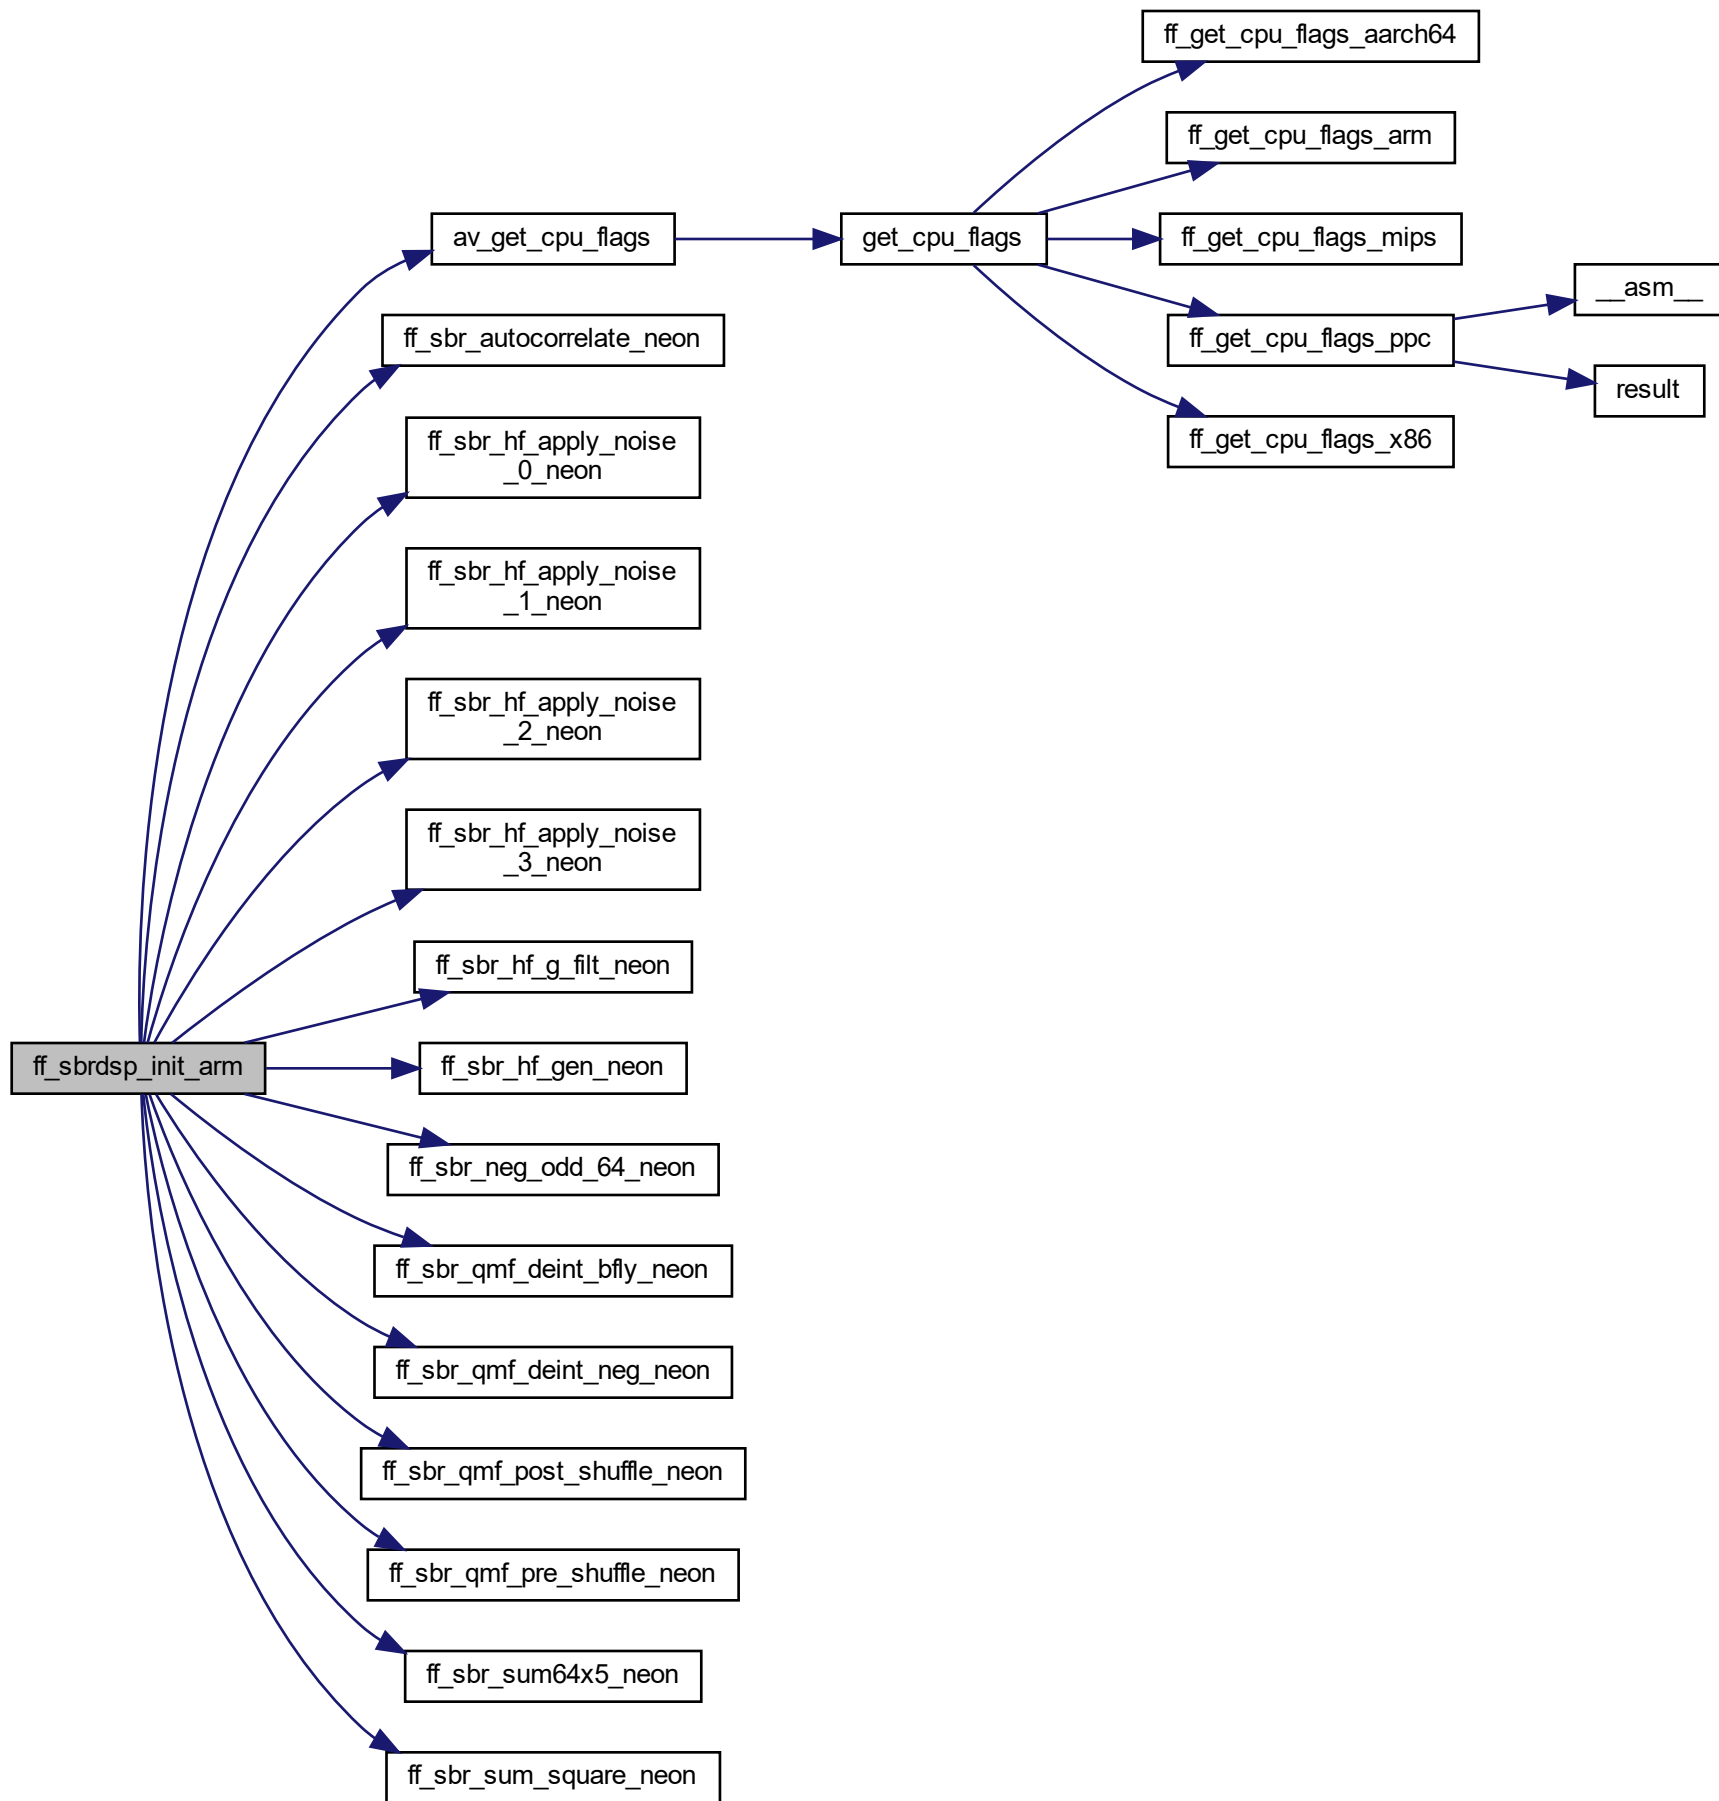 ff_get_cpu_flags_aarch64
ff_get_cpu_flags_arm
av_get_cpu_flags
get_cpu_flags
ff_get_cpu_flags_mips
__asm__
ff_sbr_autocorrelate_neon
ff_get_cpu_flags_ppc
result
ff_sbr_hf_apply_noise
_0_neon
ff_get_cpu_flags_x86
ff_sbr_hf_apply_noise
_1_neon
ff_sbr_hf_apply_noise
_2_neon
ff_sbr_hf_apply_noise
_3_neon
ff_sbr_hf_g_filt_neon
ff_sbrdsp_init_arm
ff_sbr_hf_gen_neon
ff_sbr_neg_odd_64_neon
ff_sbr_qmf_deint_bfly_neon
ff_sbr_qmf_deint_neg_neon
ff_sbr_qmf_post_shuffle_neon
ff_sbr_qmf_pre_shuffle_neon
ff_sbr_sum64x5_neon
ff_sbr_sum_square_neon